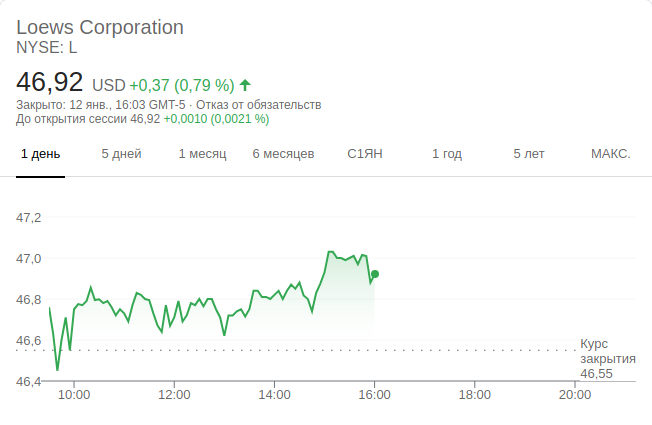 Loews Corporation
NYSE: L
46,92 USD +0,37 (0,79 %)
Закрыто: 12 янв., 16:03 GMT-5 · Отказ от обязательств
До открытия сессии 46,92 +0,0010 (0,0021 %)
1 день 5 дней 1 месяц 6 месяцев С1ЯН 1 год 5 лет МАКС.
47,2
47,0
46,8
46,6
Курс
закрытия
46,55
46,4
10:00 12:00 14:00 16:00 18:00 20:00